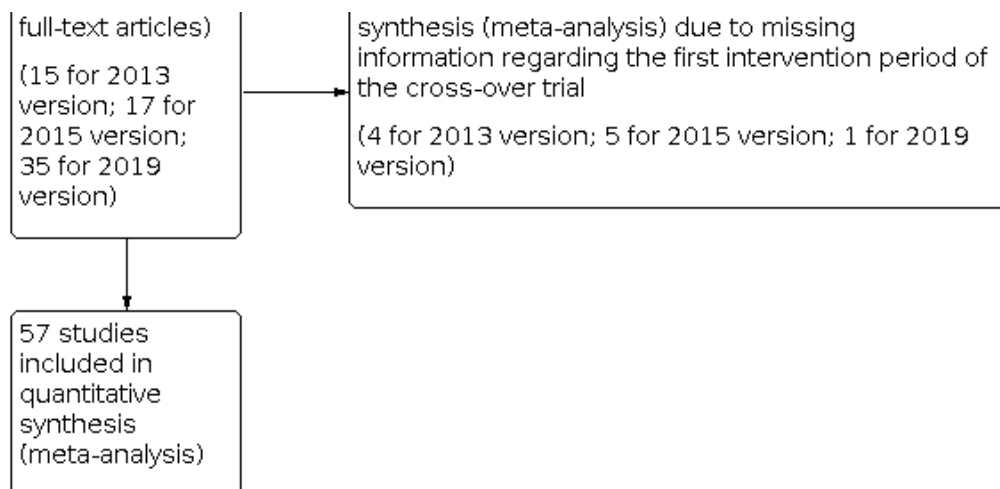 full-text articles)
(15 for 2013
version; 17 for
2015 version;
35 for 2019
version)
synthesis (meta-analysis) due to missing
information regarding the first intervention period of
the cross-over trial
(4 for 2013 version; 5 for 2015 version; 1 for 2019
version)
57 studies
included in
quantitative
synthesis
(meta-analysis)